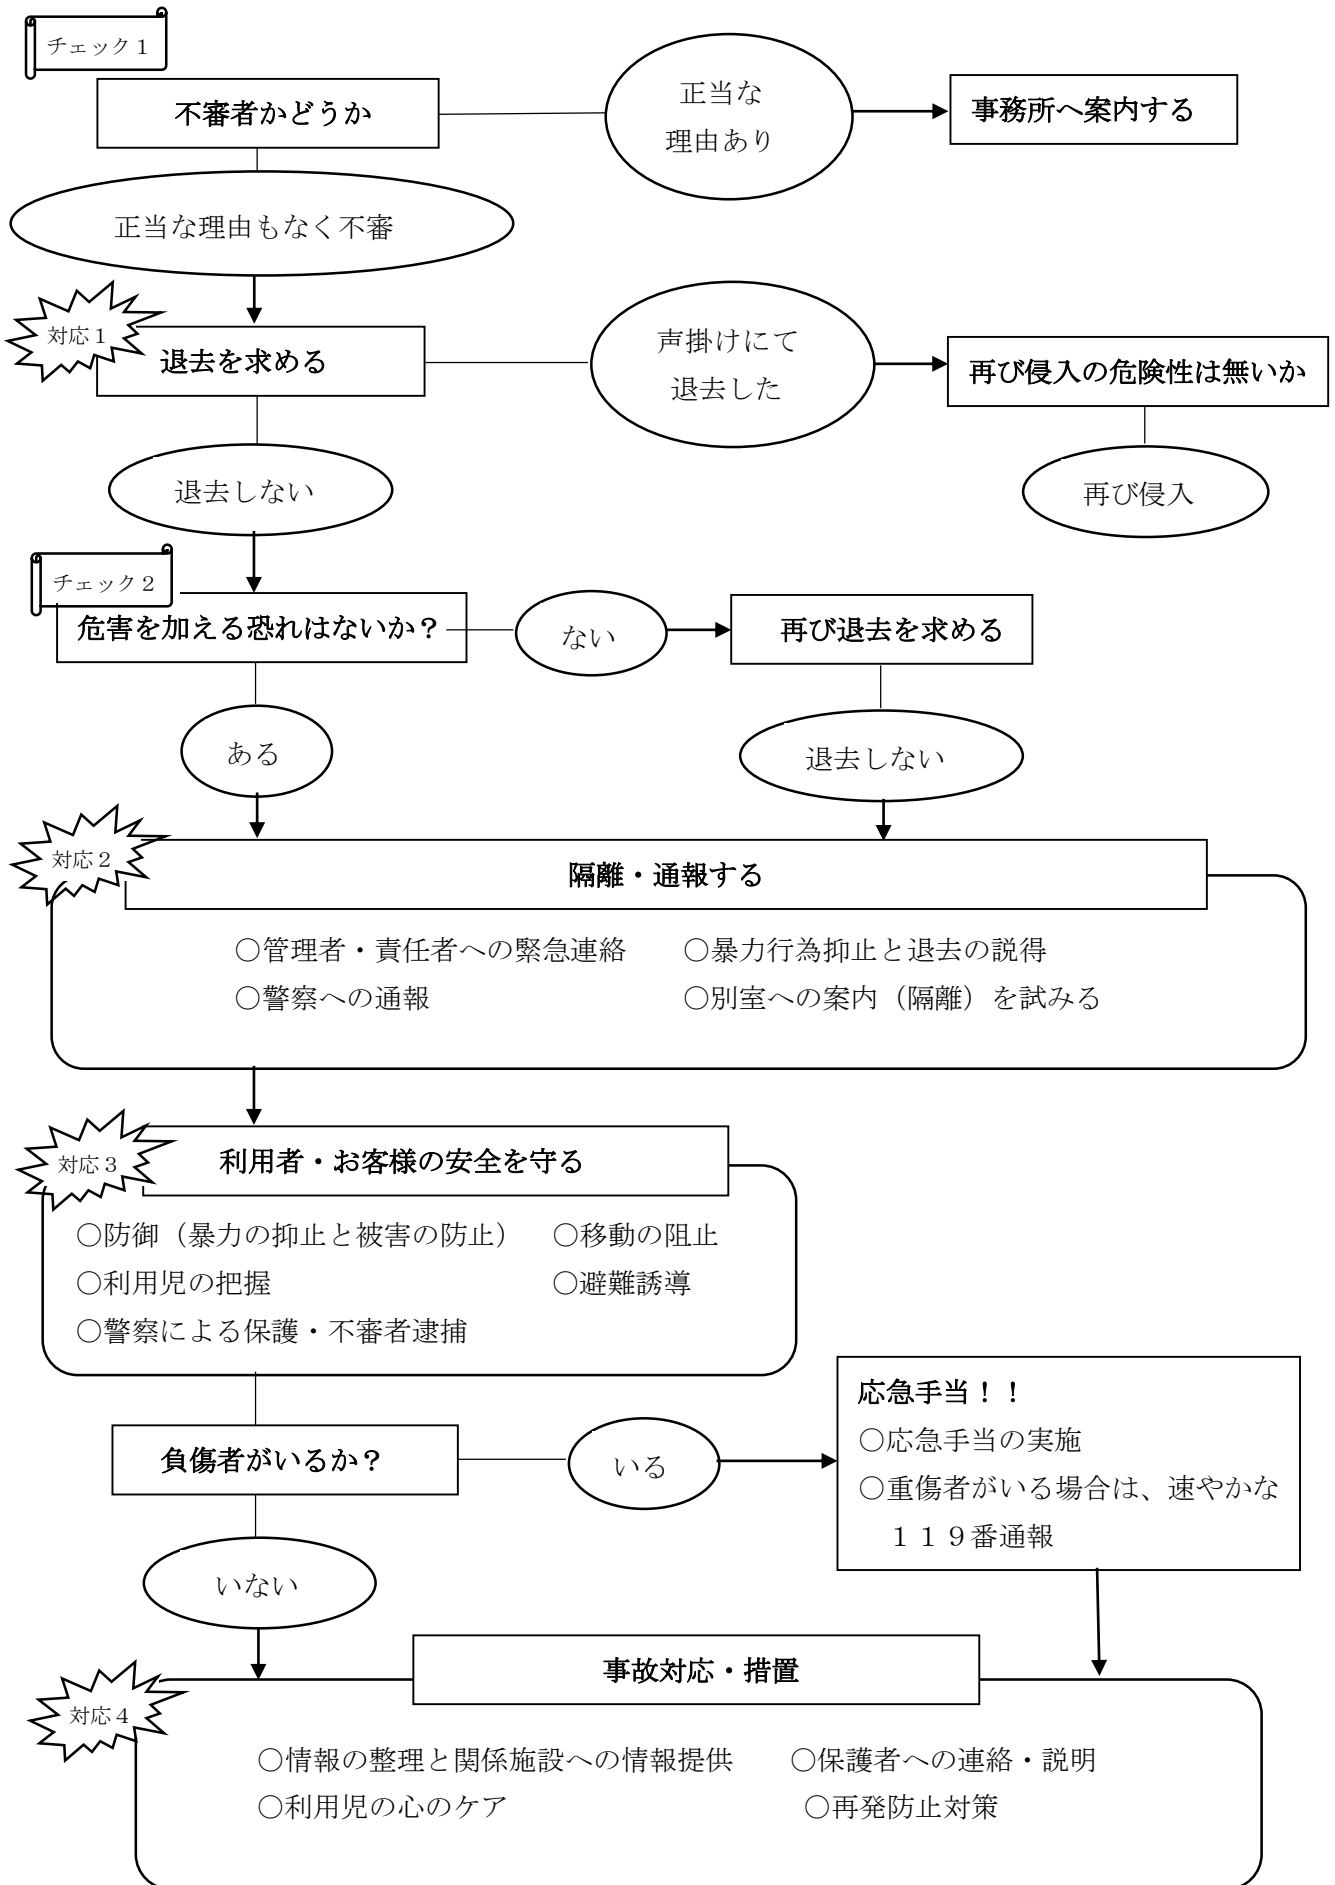 チェック１
不審者かどうか
正当な
理由あり
事務所へ案内する
正当な理由もなく不審
対応１
退去を求める
声掛けにて
退去した
再び侵入の危険性は無いか
退去しない
再び侵入
チェック２
危害を加える恐れはないか？
ない
再び退去を求める
ある
退去しない
対応２
隔離・通報する
〇管理者・責任者への緊急連絡　　〇暴力行為抑止と退去の説得
〇警察への通報　　〇別室への案内（隔離）を試みる
対応３
利用者・お客様の安全を守る
〇防御（暴力の抑止と被害の防止）　〇移動の阻止
〇利用児の把握　　〇避難誘導
〇警察による保護・不審者逮捕
負傷者がいるか？
いる
応急手当！！
〇応急手当の実施
〇重傷者がいる場合は、速やかな
１１９番通報
いない
対応４
事故対応・措置
〇情報の整理と関係施設への情報提供　　〇保護者への連絡・説明
〇利用児の心のケア　　〇再発防止対策